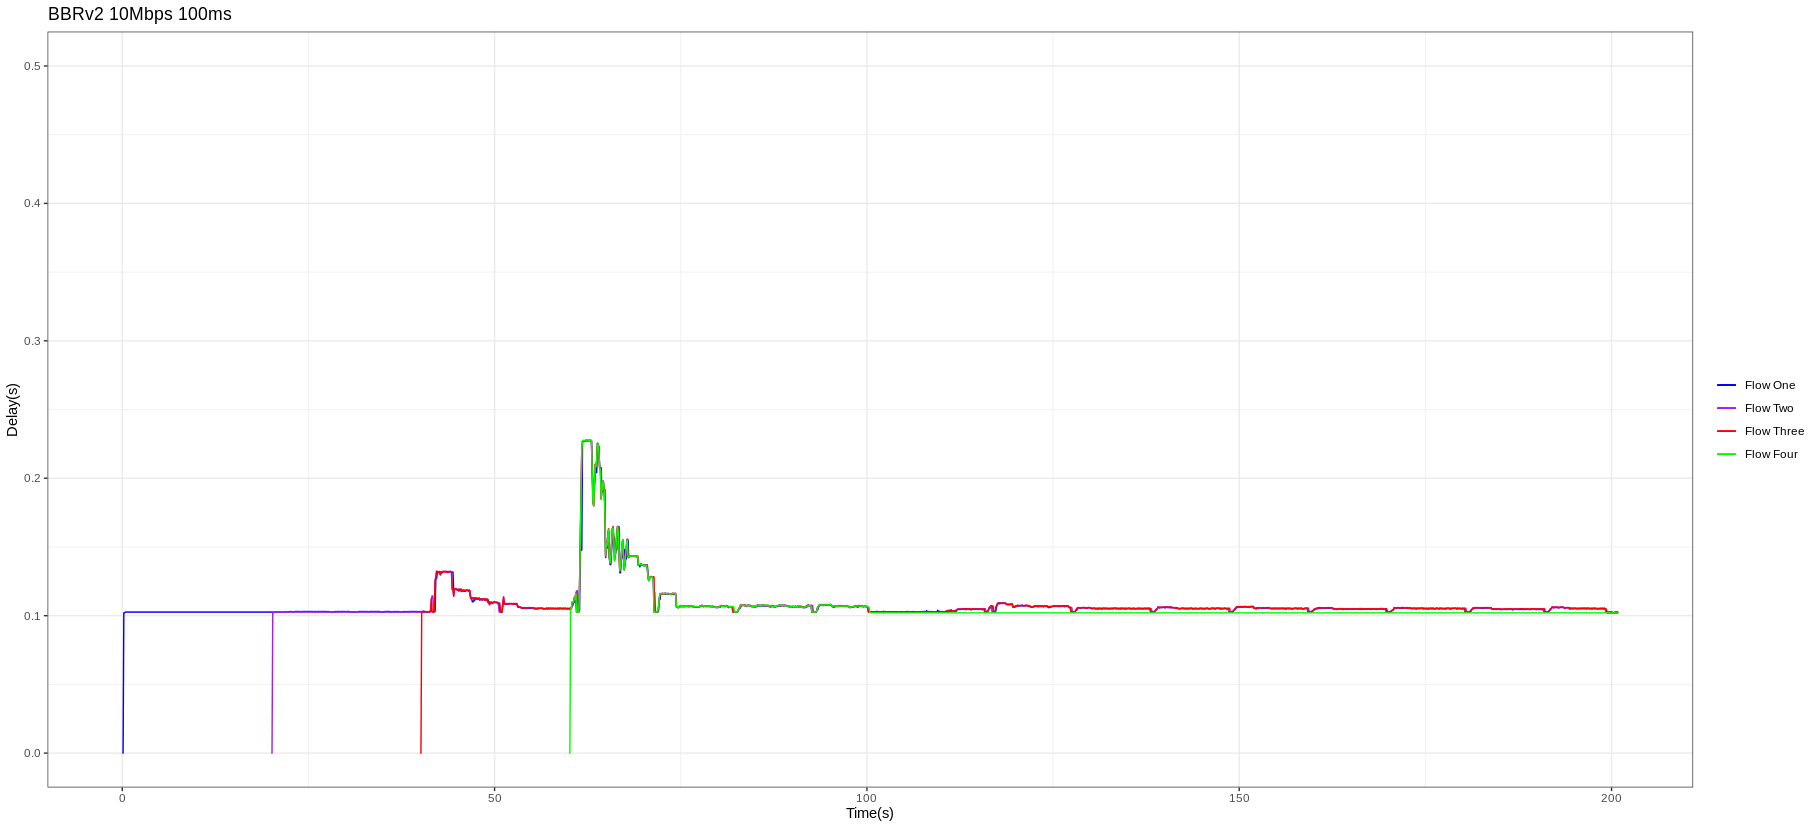 BBRv2 10Mbps 100ms
0.5
0.4
0.3
0.2
0.1
0.0
Delay(s)
0 50 100 150 200
Time(s)
Flow One
Flow Two
Flow Three
Flow Four